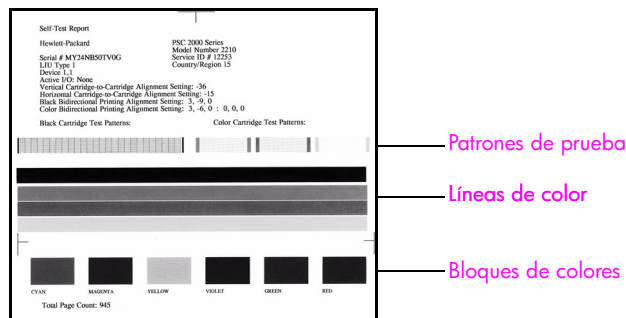 Self-Test Report
Hewlett-Packard
PSC 2000 Series
Model Number 2210
Serial # MY24NB50TV0G
Service ID # 12253
LIU Type 1
Country/Region 15
Device 1,1
Active I/O: None
Vertical Cartridge-to-Cartridge Alignment Setting: -36
Horizontal Cartridge-to-Cartridge Alignment Setting: -15
Black Bidirectional Printing Alignment Setting: 3, -9, 0
Color Bidirectional Printing Alignment Setting: 3, -6, 0 : 0, 0, 0
Black Cartridge Test Patterns:
Color Cartridge Test Patterns:
Patrones de prueba
Líneas de color
Bloques de colores
CYAN
MAGENTA
YELLOW
VIOLET
GREEN
RED
Total Page Count: 945